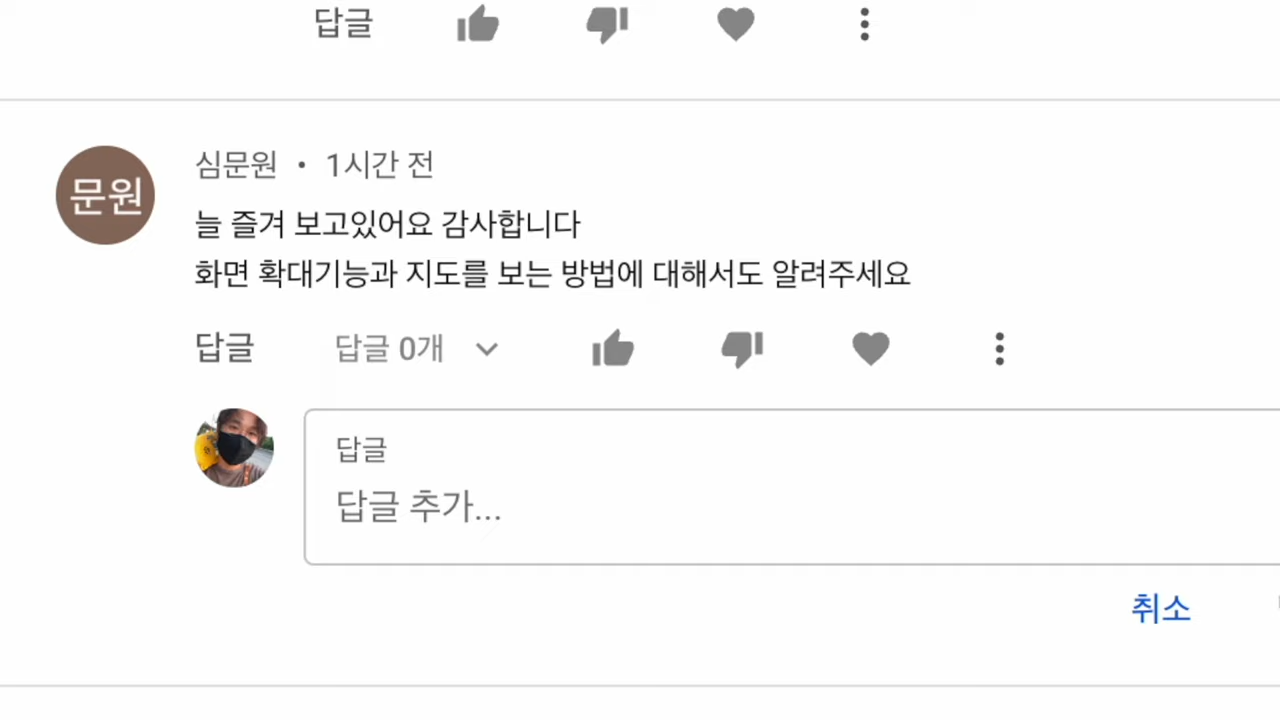 답글
심문원 • 1시간 전
문원
늘 즐겨 보고있어요 감사합니다
화면 확대기능과 지도를 보는 방법에 대해서도 알려주세요
답글 답글 0개
답글
답글 추가...
취소